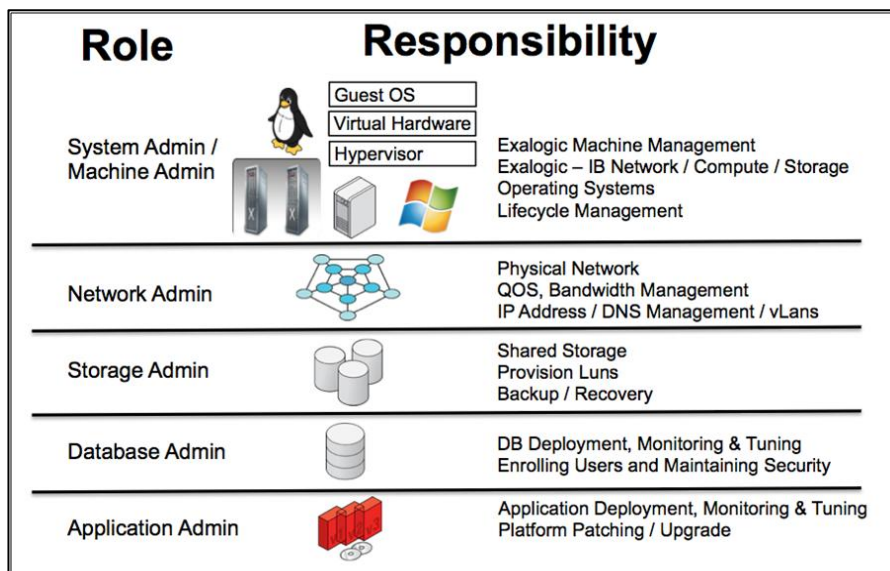 Role
Responsibility
System Admin /
Machine Admin
Guest OS
Virtual Hardware
Hypervisor
X X
Exalogic Machine Management
Exalogic – IB Network / Compute / Storage
Operating Systems
Lifecycle Management
Network Admin
Physical Network
QOS, Bandwidth Management
IP Address / DNS Management / vLans
Storage Admin
Shared Storage
Provision Luns
Backup / Recovery
Database Admin
DB Deployment, Monitoring & Tuning
Enrolling Users and Maintaining Security
Application Admin
v1 v2 v3
Application Deployment, Monitoring & Tuning
Platform Patching / Upgrade